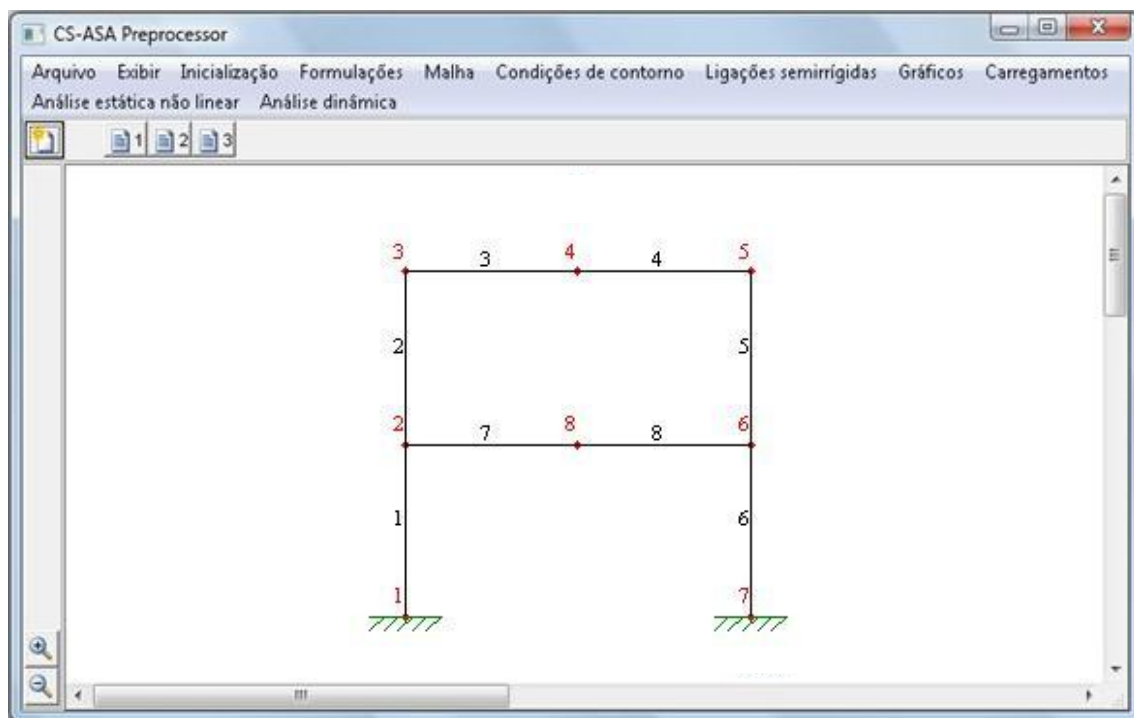 CS-ASA Preprocessor
Arquivo Exibir Inicialização Formulações Malha Condições de contorno Ligações semirrígidas Gráficos Carregamentos
Análise estática não linear Análise dinâmica
1 2 3
3 3 4 4 5
2 5
2 7 8 8 6
1 6
1 7